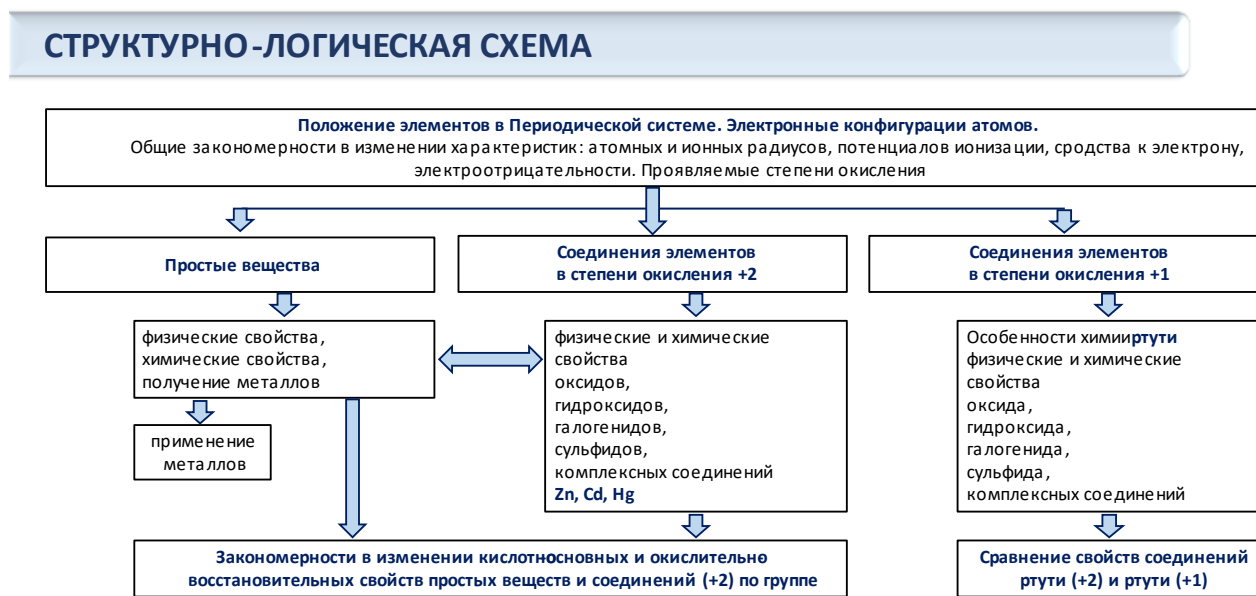 СТРУКТУРНО-ЛОГИЧЕСКАЯ СХЕМА
Положение элементов в Периодической системе. Электронные конфигурации атомов.
Общие закономерности в изменении характеристик: атомных и ионных радиусов, потенциалов ионизации, сродства к электрону,
электроотрицательности. Проявляемые степени окисления
Простые вещества
Соединения элементов
в степени окисления +2
Соединения элементов
в степени окисления +1
физические свойства,
химические свойства,
получение металлов
применение
металлов
физические и химические
свойства
оксидов,
гидроксидов,
галогенидов,
сульфидов,
комплексных соединений
Zn, Cd, Hg
Особенности химииртути
физические и химические
свойства
оксида,
гидроксида,
галогенида,
сульфида,
комплексных соединений
Закономерности в изменении кислотноосновных и окислительно
восстановительных свойств простых веществ и соединений (+2) по группе
Сравнение свойств соединений
ртути (+2) и ртути (+1)